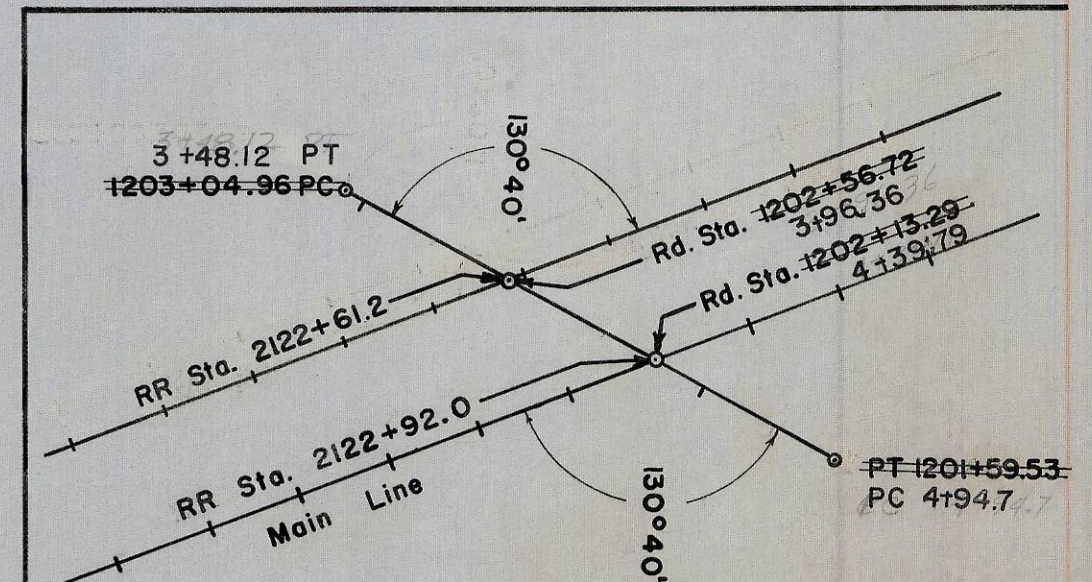 3+48.12 PT
1203+04.96 PC
130°40'
Rd. Sta. 1202+56.72
3+96.36
Rd. Sta. 1202+13.29
4+39.79
RR Sta. 2122+61.2
RR Sta. 2122+92.0
Main Line
130°40'
PT 1201+59.53
PC 4+94.7